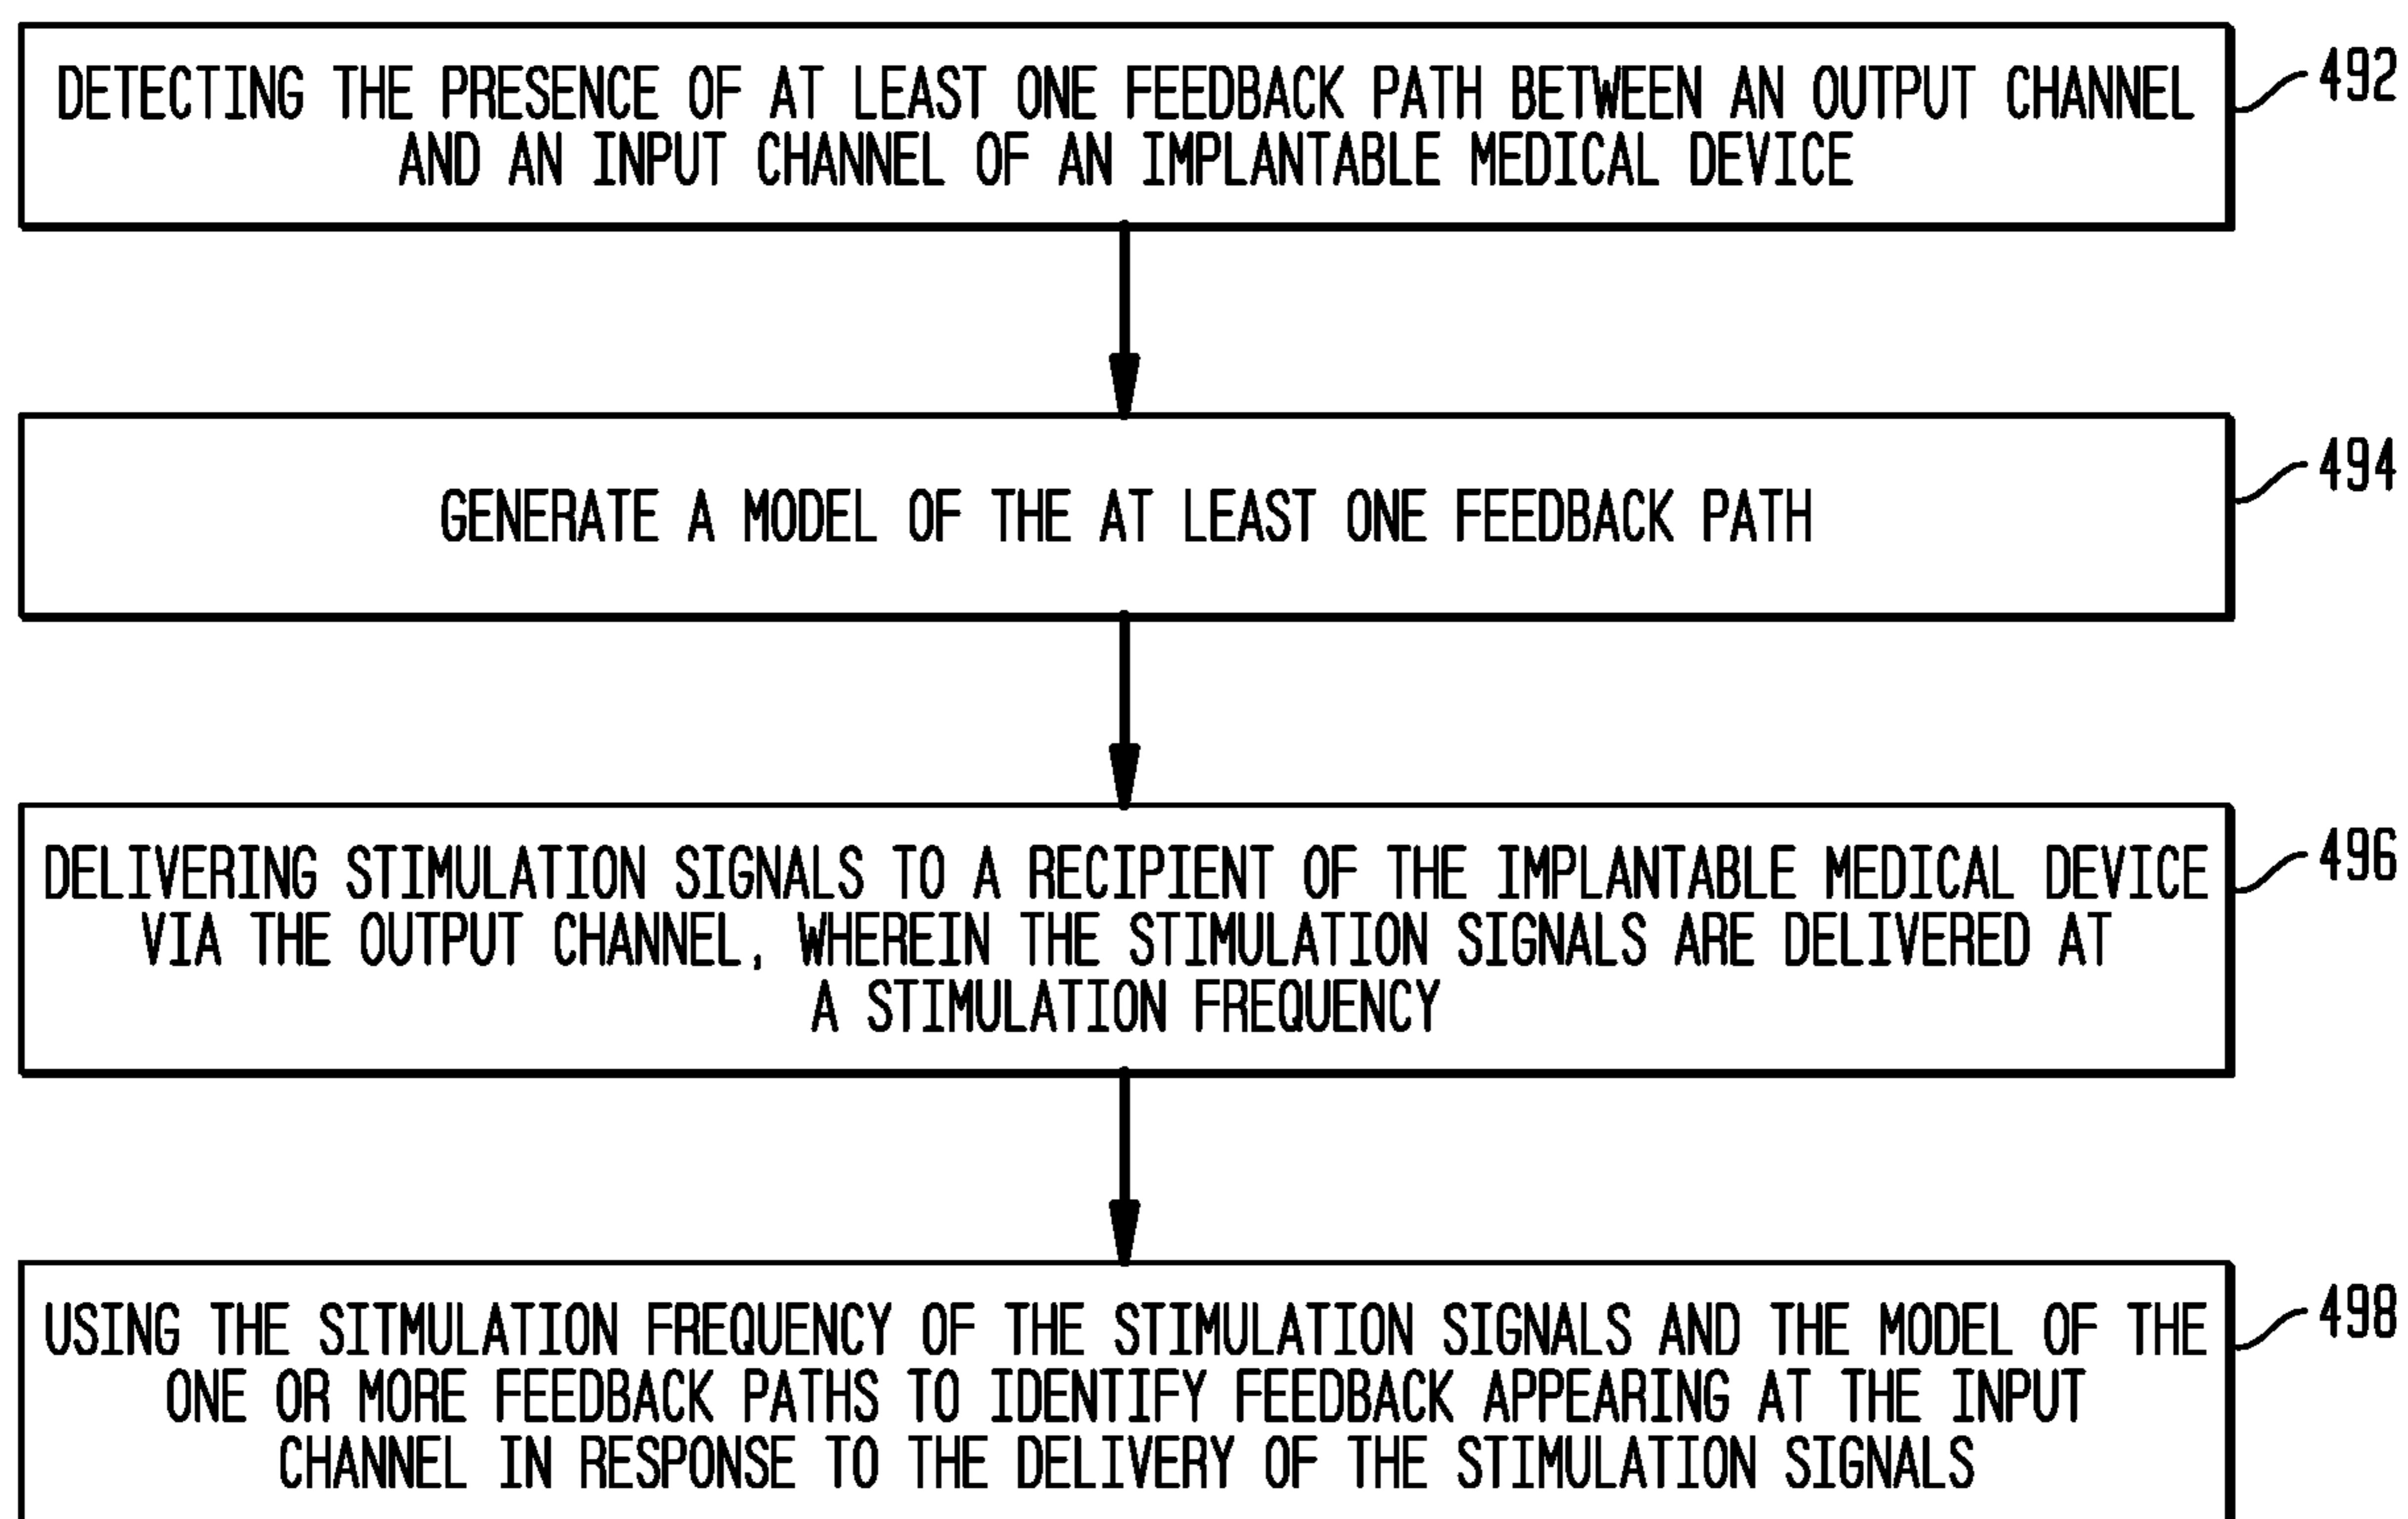 DETECTING THE PRESENCE OF AT LEAST ONE FEEDBACK PATH BETWEEN AN OUTPUT CHANNEL
AND AN INPUT CHANNEL OF AN IMPLANTABLE MEDICAL DEVICE
492
GENERATE A MODEL OF THE AT LEAST ONE FEEDBACK PATH
494
DELIVERING STIMULATION SIGNALS TO A RECIPIENT OF THE IMPLANTABLE MEDICAL DEVICE
VIA THE OUTPUT CHANNEL, WHEREIN THE STIMULATION SIGNALS ARE DELIVERED AT
A STIMULATION FREQUENCY
496
USING THE SITMULATION FREQUENCY OF THE STIMULATION SIGNALS AND THE MODEL OF THE
ONE OR MORE FEEDBACK PATHS TO IDENTIFY FEEDBACK APPEARING AT THE INPUT
CHANNEL IN RESPONSE TO THE DELIVERY OF THE STIMULATION SIGNALS
498